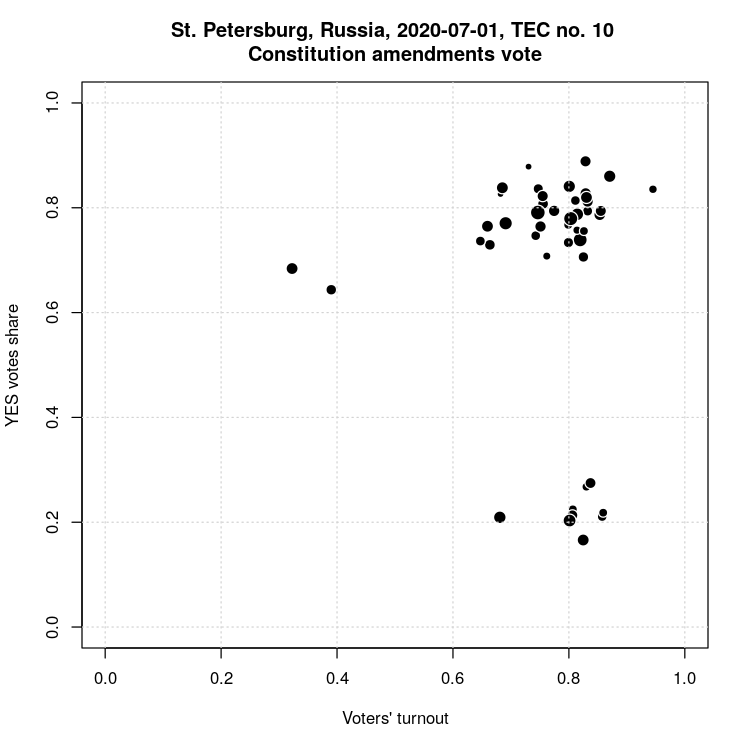 St. Petersburg, Russia, 2020-07-01, TEC no. 10
Constitution amendments vote
YES votes share
1.0
0.8
0.6
0.4
0.2
0.0
0.0 0.2 0.4 0.6 0.8 1.0
Voters' turnout